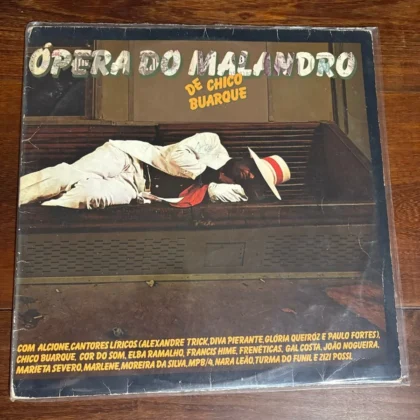 ÓPERA DO MALANDRO
DE CHICO
BUARQUE
COM ALCIONE, CANTORES LÍRICOS (ALEXANDRE TRICK, DIVA PIERANTE, GLÓRIA QUEIRÓZ E PAULO FORTES),
CHICO BUARQUE, COR DO SOM, ELBA RAMALHO, FRANCIS HIME, FRENÉTICAS, GAL COSTA, JOÃO NOGUEIRA,
MARIETA SEVERO, MARLENE, MOREIRA DA SILVA, MPB/4, NARA LEÃO, TURMA DO FUNIL E ZIZI POSSI.